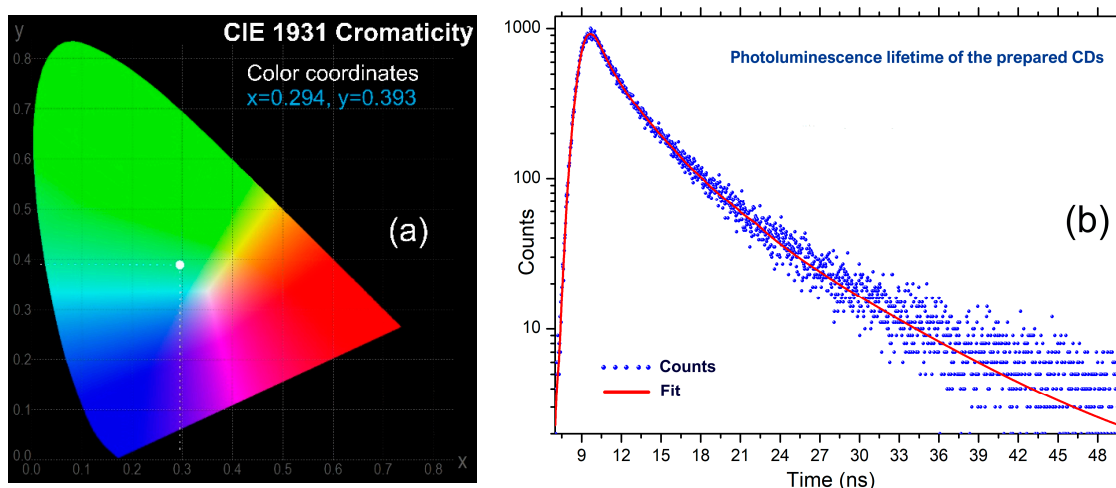 y
CIE 1931 Cromaticity
Color coordinates
x=0.294, y=0.393
0.8
0.7
0.6
0.5
0.4
0.3
0.2
0.1
0.0
0.0 0.1 0.2 0.3 0.4 0.5 0.6 0.7 0.8
x
(a)
Photoluminescence lifetime of the prepared CDs
1000
100
10
Counts
(b)
Counts
Fit
9 12 15 18 21 24 27 30 33 36 39 42 45 48
Time (ns)